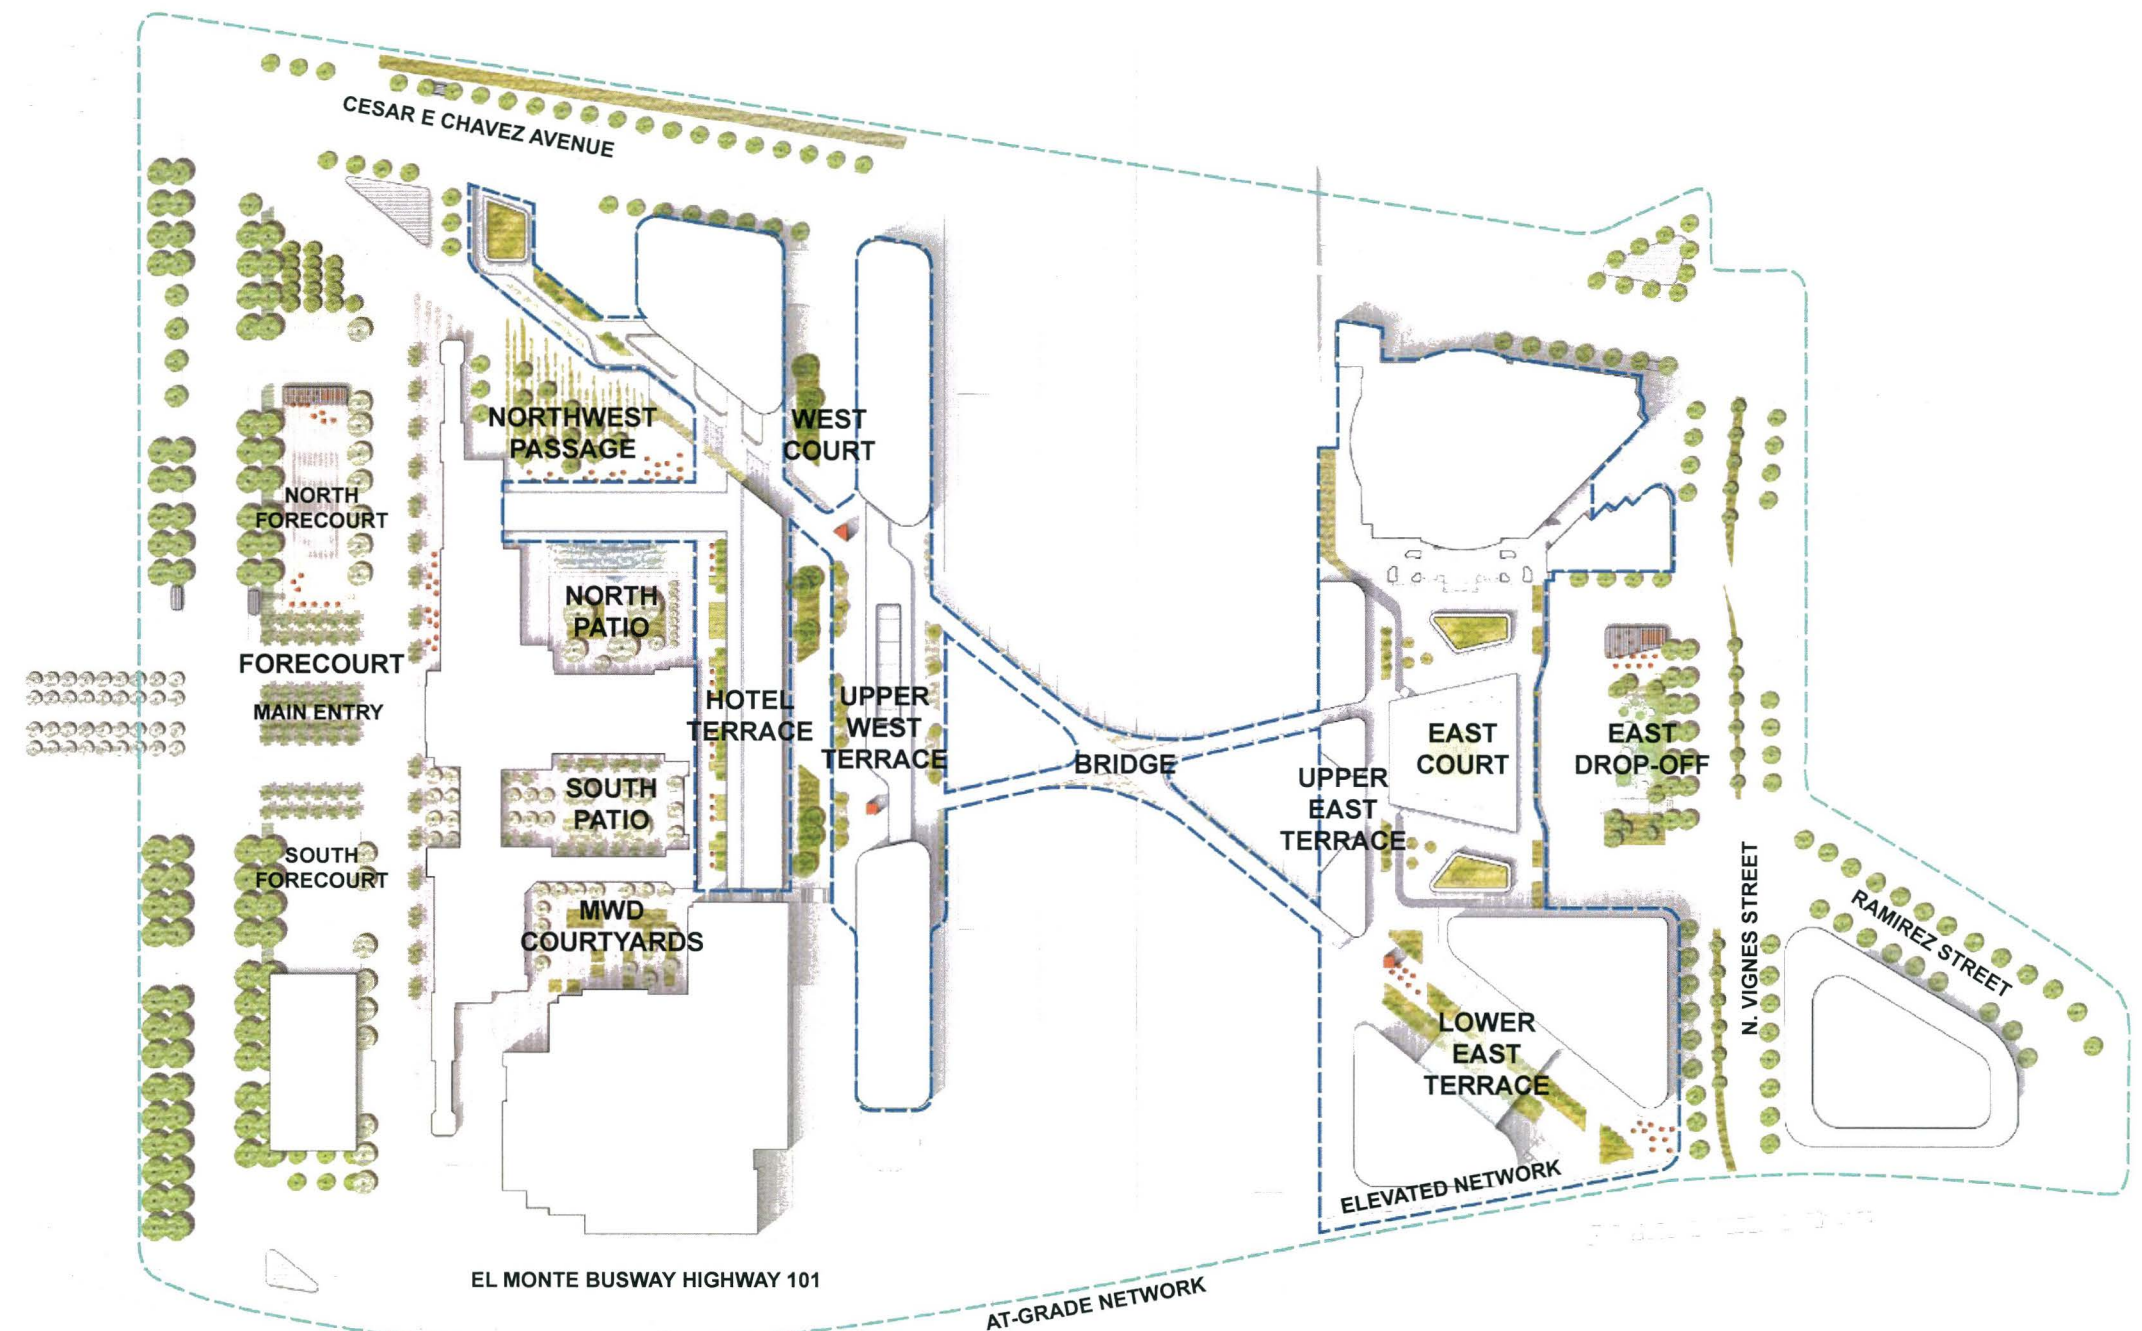 CESAR E CHAVEZ AVENUE
NORTHWEST
PASSAGE
WEST
COURT
NORTH
FORECOURT
NORTH
PATIO
FORECOURT
MAIN ENTRY
HOTEL
TERRACE
UPPER
WEST
TERRACE
BRIDGE
UPPER
EAST
TERRACE
EAST
COURT
EAST
DROP-OFF
SOUTH
PATIO
SOUTH
FORECOURT
MWD
COURTYARDS
N. VIGNES STREET
RAMIREZ STREET
LOWER
EAST
TERRACE
ELEVATED NETWORK
EL MONTE BUSWAY HIGHWAY 101
AT-GRADE NETWORK